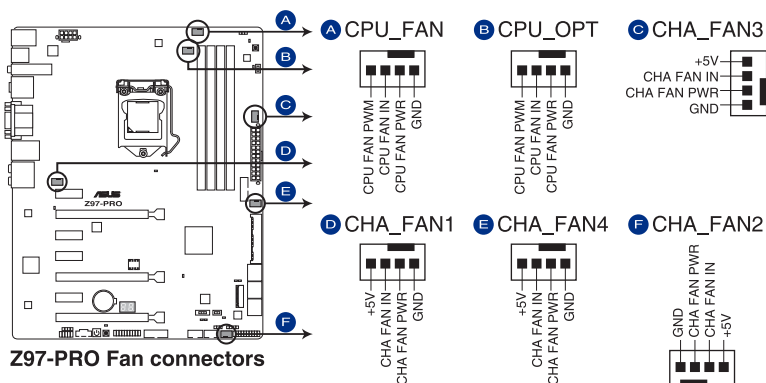 A
B
C
D
E
F
ASUS
Z97-PRO
Z97-PRO Fan connectors
A CPU_FAN
CPU FAN PWM
CPU FAN IN
CPU FAN PWR
GND
B CPU_OPT
CPU FAN PWM
CPU FAN IN
CPU FAN PWR
GND
C CHA_FAN3
+5V
CHA FAN IN
CHA FAN PWR
GND
D CHA_FAN1
+5V
CHA FAN IN
CHA FAN PWR
GND
E CHA_FAN4
+5V
CHA FAN IN
CHA FAN PWR
GND
F CHA_FAN2
GND
CHA FAN PWR
CHA FAN IN
+5V